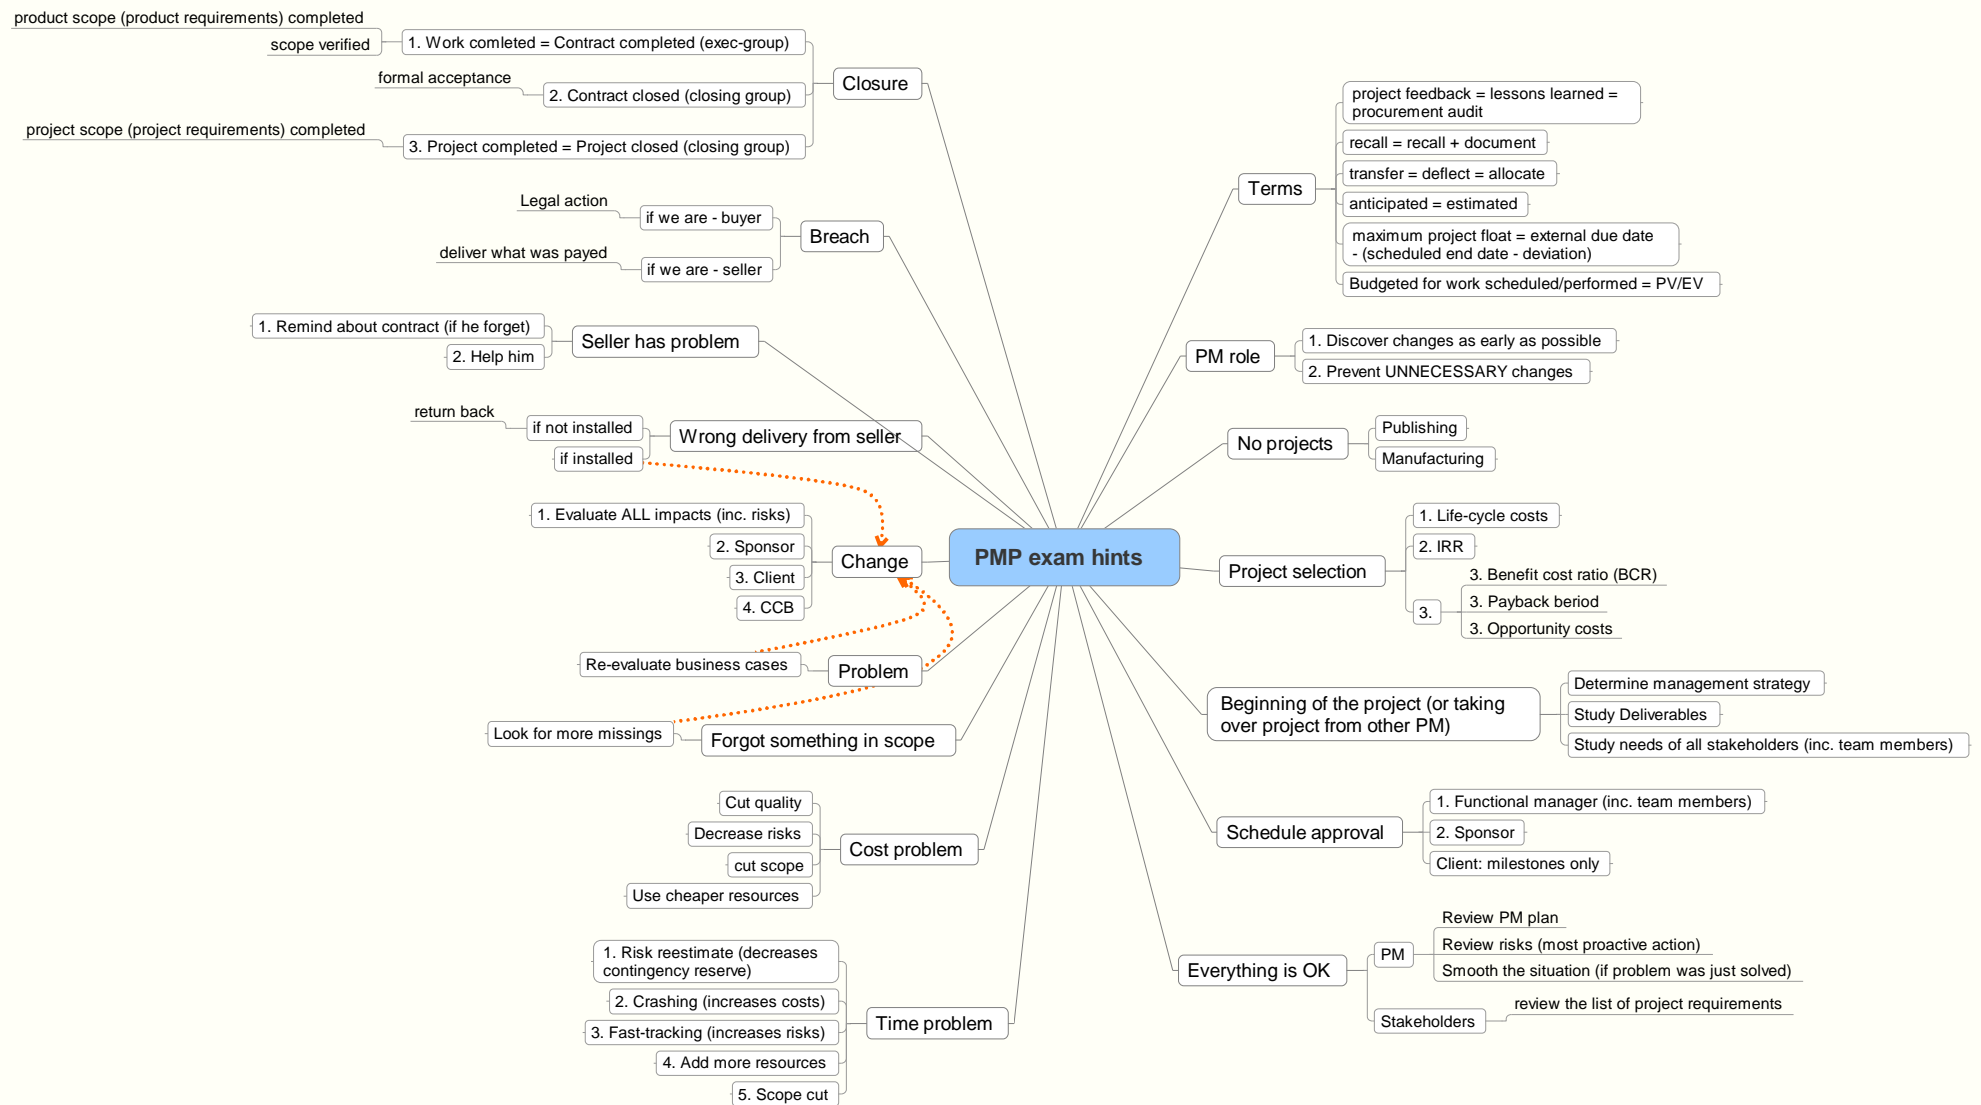 PMP exam hints
Closure
1. Work comleted = Contract completed (exec-group)
product scope (product requirements) completed
scope verified
2. Contract closed (closing group)
formal acceptance
3. Project completed = Project closed (closing group)
project scope (project requirements) completed
Breach
if we are - buyer
Legal action
if we are - seller
deliver what was payed
Seller has problem
1. Remind about contract (if he forget)
2. Help him
Wrong delivery from seller
if not installed
return back
if installed
Change
1. Evaluate ALL impacts (inc. risks)
2. Sponsor
3. Client
4. CCB
Problem
Re-evaluate business cases
Forgot something in scope
Look for more missings
Cost problem
Cut quality
Decrease risks
cut scope
Use cheaper resources
Time problem
1. Risk reestimate (decreases
contingency reserve)
2. Crashing (increases costs)
3. Fast-tracking (increases risks)
4. Add more resources
5. Scope cut
Terms
project feedback = lessons learned =
procurement audit
recall = recall + document
transfer = deflect = allocate
anticipated = estimated
maximum project float = external due date
- (scheduled end date - deviation)
Budgeted for work scheduled/performed = PV/EV
PM role
1. Discover changes as early as possible
2. Prevent UNNECESSARY changes
No projects
Publishing
Manufacturing
Project selection
1. Life-cycle costs
2. IRR
3.
3. Benefit cost ratio (BCR)
3. Payback beriod
3. Opportunity costs
Beginning of the project (or taking
over project from other PM)
Determine management strategy
Study Deliverables
Study needs of all stakeholders (inc. team members)
Schedule approval
1. Functional manager (inc. team members)
2. Sponsor
Client: milestones only
Everything is OK
PM
Review PM plan
Review risks (most proactive action)
Smooth the situation (if problem was just solved)
Stakeholders
review the list of project requirements